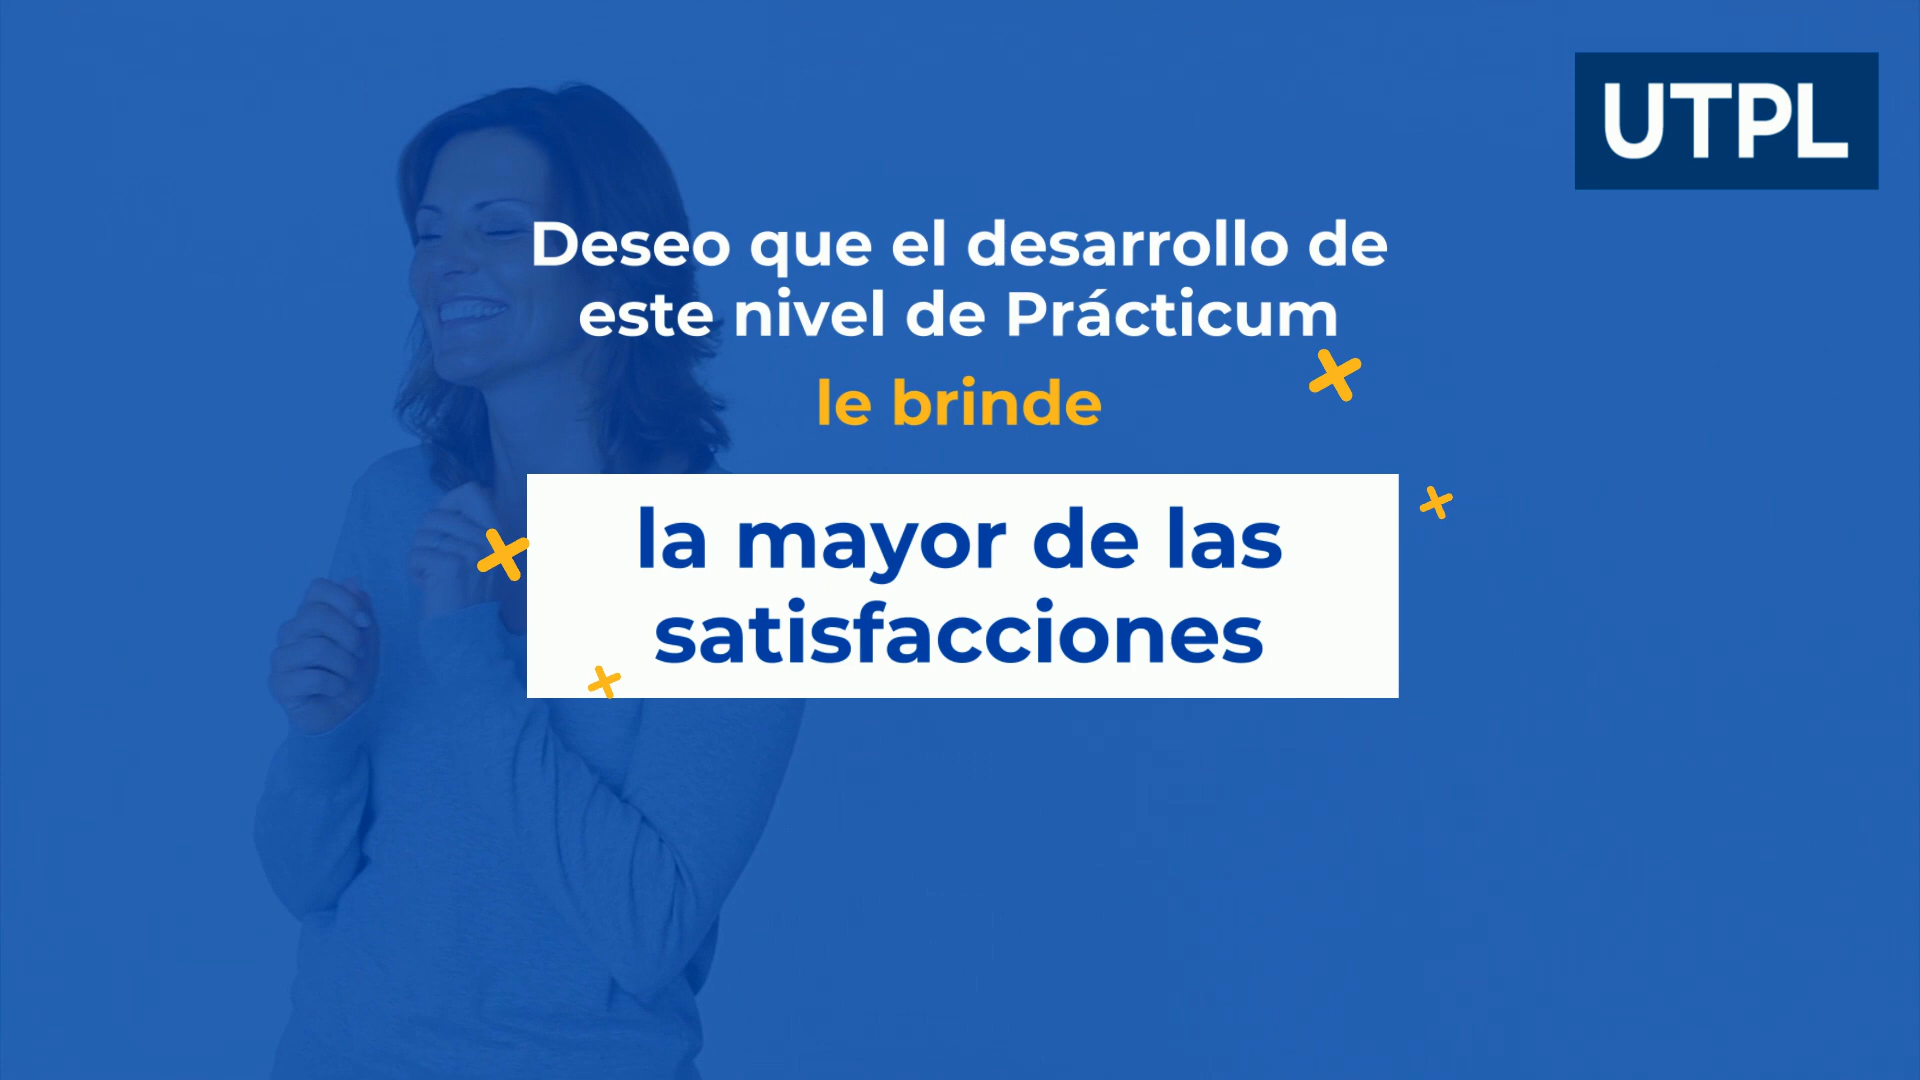 UTPL
Deseo que el desarrollo de
este nivel de Prácticum
le brinde
la mayor de las
satisfacciones